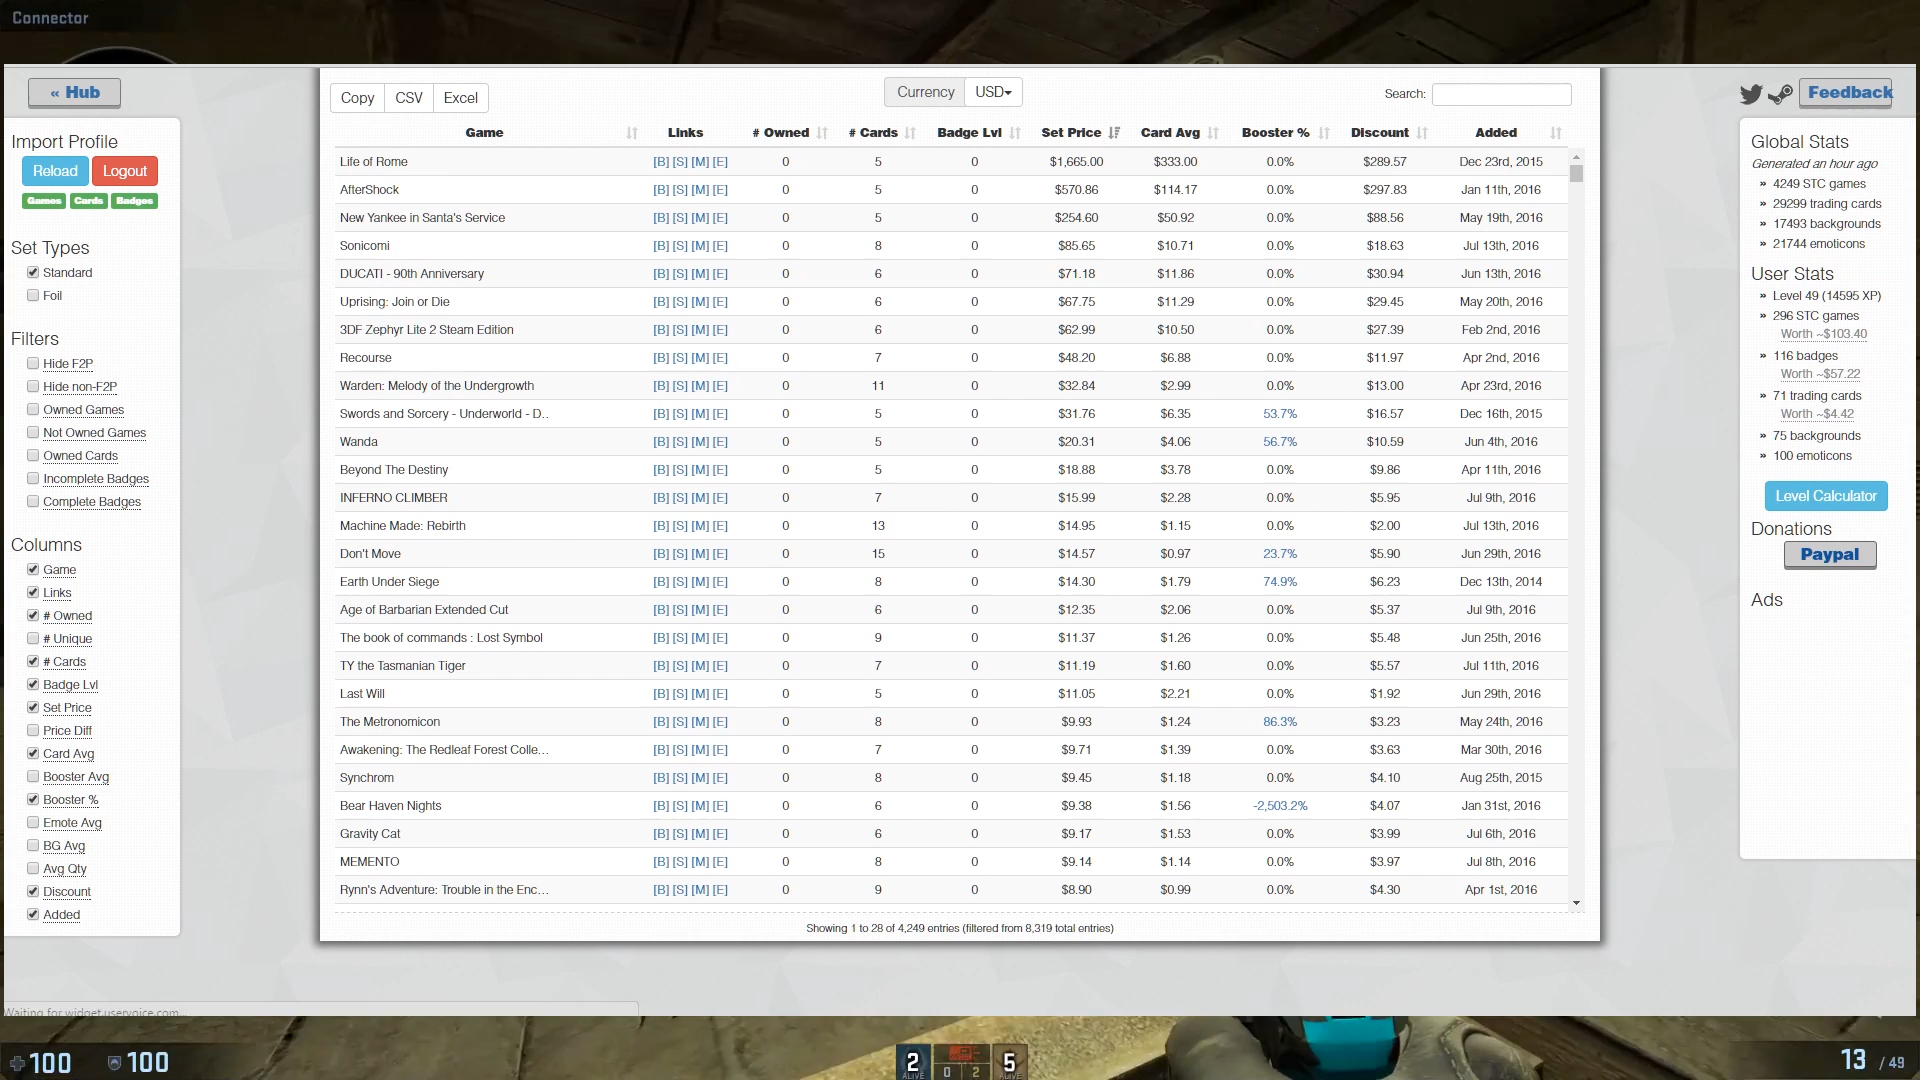 Connector
« Hub
Import Profile
Reload Logout
Games Cards Badges
Set Types
Standard
Foil
Filters
Hide F2P
Hide non-F2P
Owned Games
Not Owned Games
Owned Cards
Incomplete Badges
Complete Badges
Columns
Game
Links
# Owned
# Unique
# Cards
Badge Lvl
Set Price
Price Diff
Card Avg
Booster Avg
Booster %
Emote Avg
BG Avg
Avg Qty
Discount
Added
Copy CSV Excel
Currency USD
Search:
Game Links # Owned # Cards Badge Lvl Set Price Card Avg Booster % Discount Added
Life of Rome [B] [S] [M] [E] 0 5 0 $1,665.00 $333.00 0.0% $289.57 Dec 23rd, 2015
AfterShock [B] [S] [M] [E] 0 5 0 $570.86 $114.17 0.0% $297.83 Jan 11th, 2016
New Yankee in Santa's Service [B] [S] [M] [E] 0 5 0 $254.60 $50.92 0.0% $88.56 May 19th, 2016
Sonicomi [B] [S] [M] [E] 0 8 0 $85.65 $10.71 0.0% $18.63 Jul 13th, 2016
DUCATI - 90th Anniversary [B] [S] [M] [E] 0 6 0 $71.18 $11.86 0.0% $30.94 Jun 13th, 2016
Uprising: Join or Die [B] [S] [M] [E] 0 6 0 $67.75 $11.29 0.0% $29.45 May 20th, 2016
3DF Zephyr Lite 2 Steam Edition [B] [S] [M] [E] 0 6 0 $62.99 $10.50 0.0% $27.39 Feb 2nd, 2016
Recourse [B] [S] [M] [E] 0 7 0 $48.20 $6.88 0.0% $11.97 Apr 2nd, 2016
Warden: Melody of the Undergrowth [B] [S] [M] [E] 0 11 0 $32.84 $2.99 0.0% $13.00 Apr 23rd, 2016
Swords and Sorcery - Underworld - D.. [B] [S] [M] [E] 0 5 0 $31.76 $6.35 53.7% $16.57 Dec 16th, 2015
Wanda [B] [S] [M] [E] 0 5 0 $20.31 $4.06 56.7% $10.59 Jun 4th, 2016
Beyond The Destiny [B] [S] [M] [E] 0 5 0 $18.88 $3.78 0.0% $9.86 Apr 11th, 2016
INFERNO CLIMBER [B] [S] [M] [E] 0 7 0 $15.99 $2.28 0.0% $5.95 Jul 9th, 2016
Machine Made: Rebirth [B] [S] [M] [E] 0 13 0 $14.95 $1.15 0.0% $2.00 Jul 13th, 2016
Don't Move [B] [S] [M] [E] 0 15 0 $14.57 $0.97 23.7% $5.90 Jun 29th, 2016
Earth Under Siege [B] [S] [M] [E] 0 8 0 $14.30 $1.79 74.9% $6.23 Dec 13th, 2014
Age of Barbarian Extended Cut [B] [S] [M] [E] 0 6 0 $12.35 $2.06 0.0% $5.37 Jul 9th, 2016
The book of commands : Lost Symbol [B] [S] [M] [E] 0 9 0 $11.37 $1.26 0.0% $5.48 Jun 25th, 2016
TY the Tasmanian Tiger [B] [S] [M] [E] 0 7 0 $11.19 $1.60 0.0% $5.57 Jul 11th, 2016
Last Will [B] [S] [M] [E] 0 5 0 $11.05 $2.21 0.0% $1.92 Jun 29th, 2016
The Metronomicon [B] [S] [M] [E] 0 8 0 $9.93 $1.24 86.3% $3.23 May 24th, 2016
Awakening: The Redleaf Forest Colle... [B] [S] [M] [E] 0 7 0 $9.71 $1.39 0.0% $3.63 Mar 30th, 2016
Synchrom [B] [S] [M] [E] 0 8 0 $9.45 $1.18 0.0% $4.10 Aug 25th, 2015
Bear Haven Nights [B] [S] [M] [E] 0 6 0 $9.38 $1.56 -2,503.2% $4.07 Jan 31st, 2016
Gravity Cat [B] [S] [M] [E] 0 6 0 $9.17 $1.53 0.0% $3.99 Jul 6th, 2016
MEMENTO [B] [S] [M] [E] 0 8 0 $9.14 $1.14 0.0% $3.97 Jul 8th, 2016
Rynn's Adventure: Trouble in the Enc... [B] [S] [M] [E] 0 9 0 $8.90 $0.99 0.0% $4.30 Apr 1st, 2016
Showing 1 to 28 of 4,249 entries (filtered from 8,319 total entries)
Feedback
Global Stats
Generated an hour ago
» 4249 STC games
» 29299 trading cards
» 17493 backgrounds
» 21744 emoticons
User Stats
» Level 49 (14595 XP)
» 296 STC games
Worth ~$103.40
» 116 badges
Worth ~$57.22
» 71 trading cards
Worth ~$4.42
» 75 backgrounds
» 100 emoticons
Level Calculator
Donations
Paypal
Ads
Waiting for widget.uservoice.com...
100 100
2 ALIVE 0 2 5 ALIVE
13 / 49